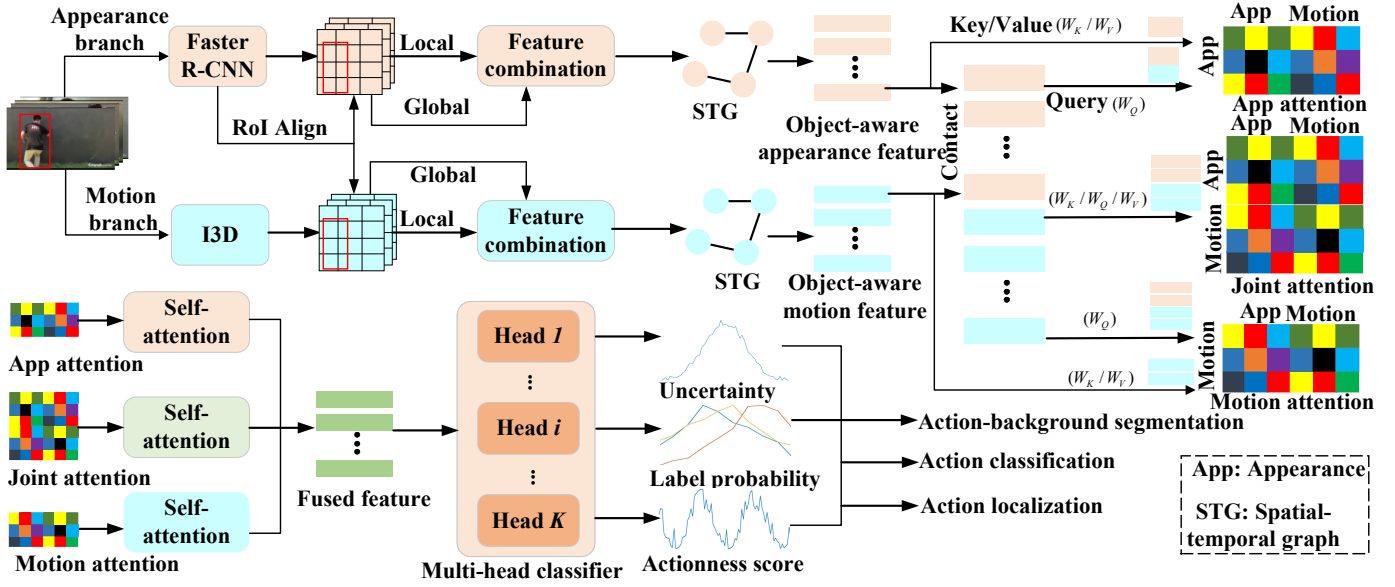 Appearance
branch
Faster
R-CNN
Local
Feature
combination
Global
RoI Align
STG
Object-aware
appearance feature
Key/Value (W_K / W_V)
Contact
Query (W_Q)
App Motion
App
App attention
Motion
branch
I3D
Global
Local
Feature
combination
STG
Object-aware
motion feature
(W_K / W_Q / W_V)
App Motion
App
Motion
Joint attention
(W_Q)
(W_K / W_V)
App Motion
Motion
Motion attention
App attention
Self-
attention
Joint attention
Self-
attention
Motion attention
Self-
attention
Fused feature
Head 1
Head i
Head K
Multi-head classifier
Uncertainty
Label probability
Actionness score
Action-background segmentation
Action classification
Action localization
App: Appearance
STG: Spatial-
temporal graph